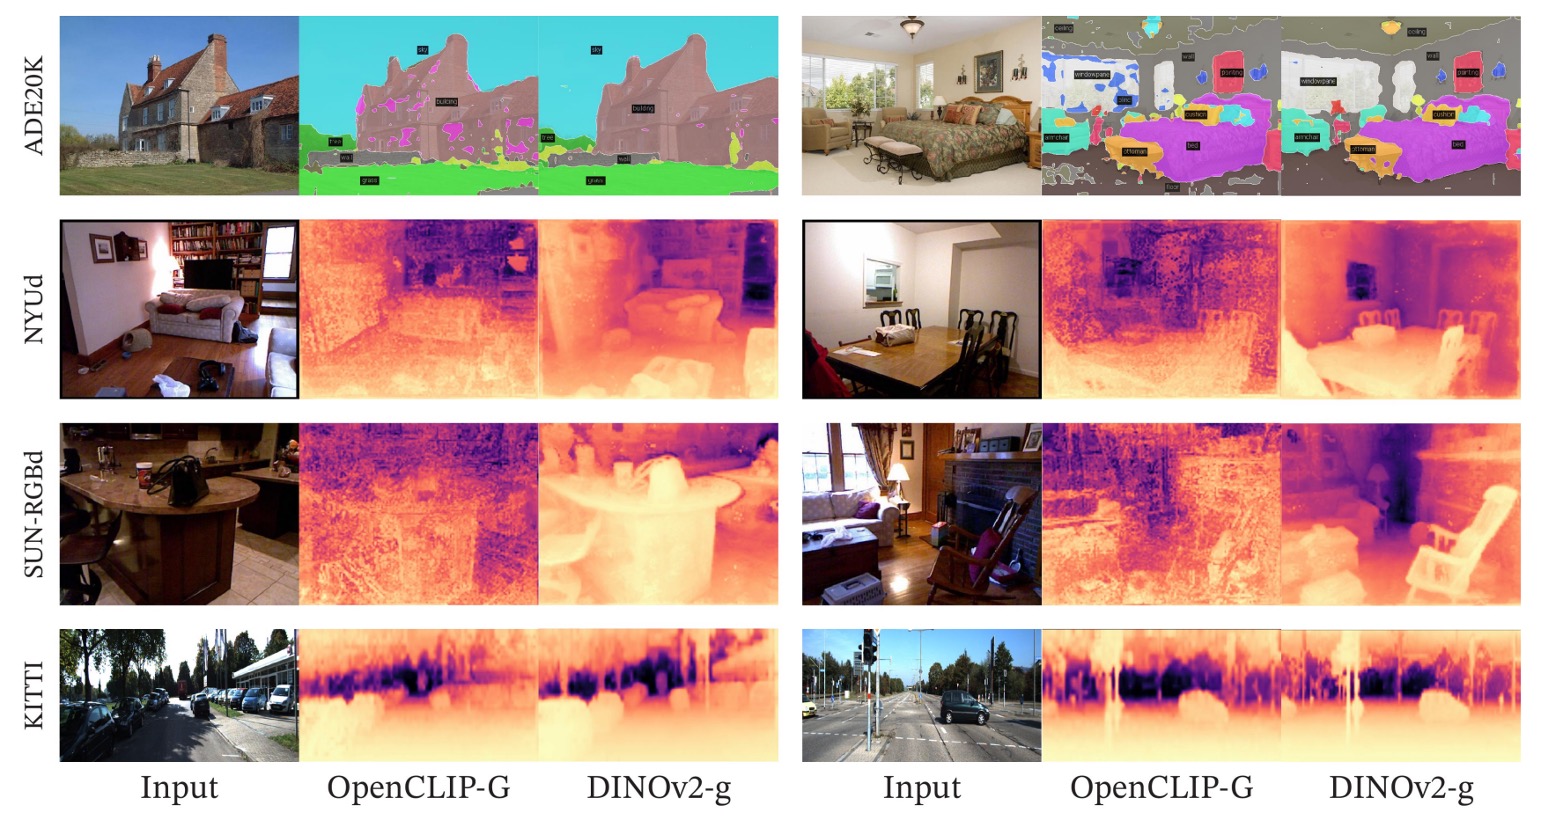 ADE20K
sky
building
tree
wall
grass
sky
building
tree
wall
grass
ceiling
wall
windowpane
painting
cushion
armchair
ottoman
bed
floor
ceiling
wall
windowpane
painting
cushion
armchair
ottoman
bed
NYUd
SUN-RGBd
KITTI
Input OpenCLIP-G DINOv2-g Input OpenCLIP-G DINOv2-g